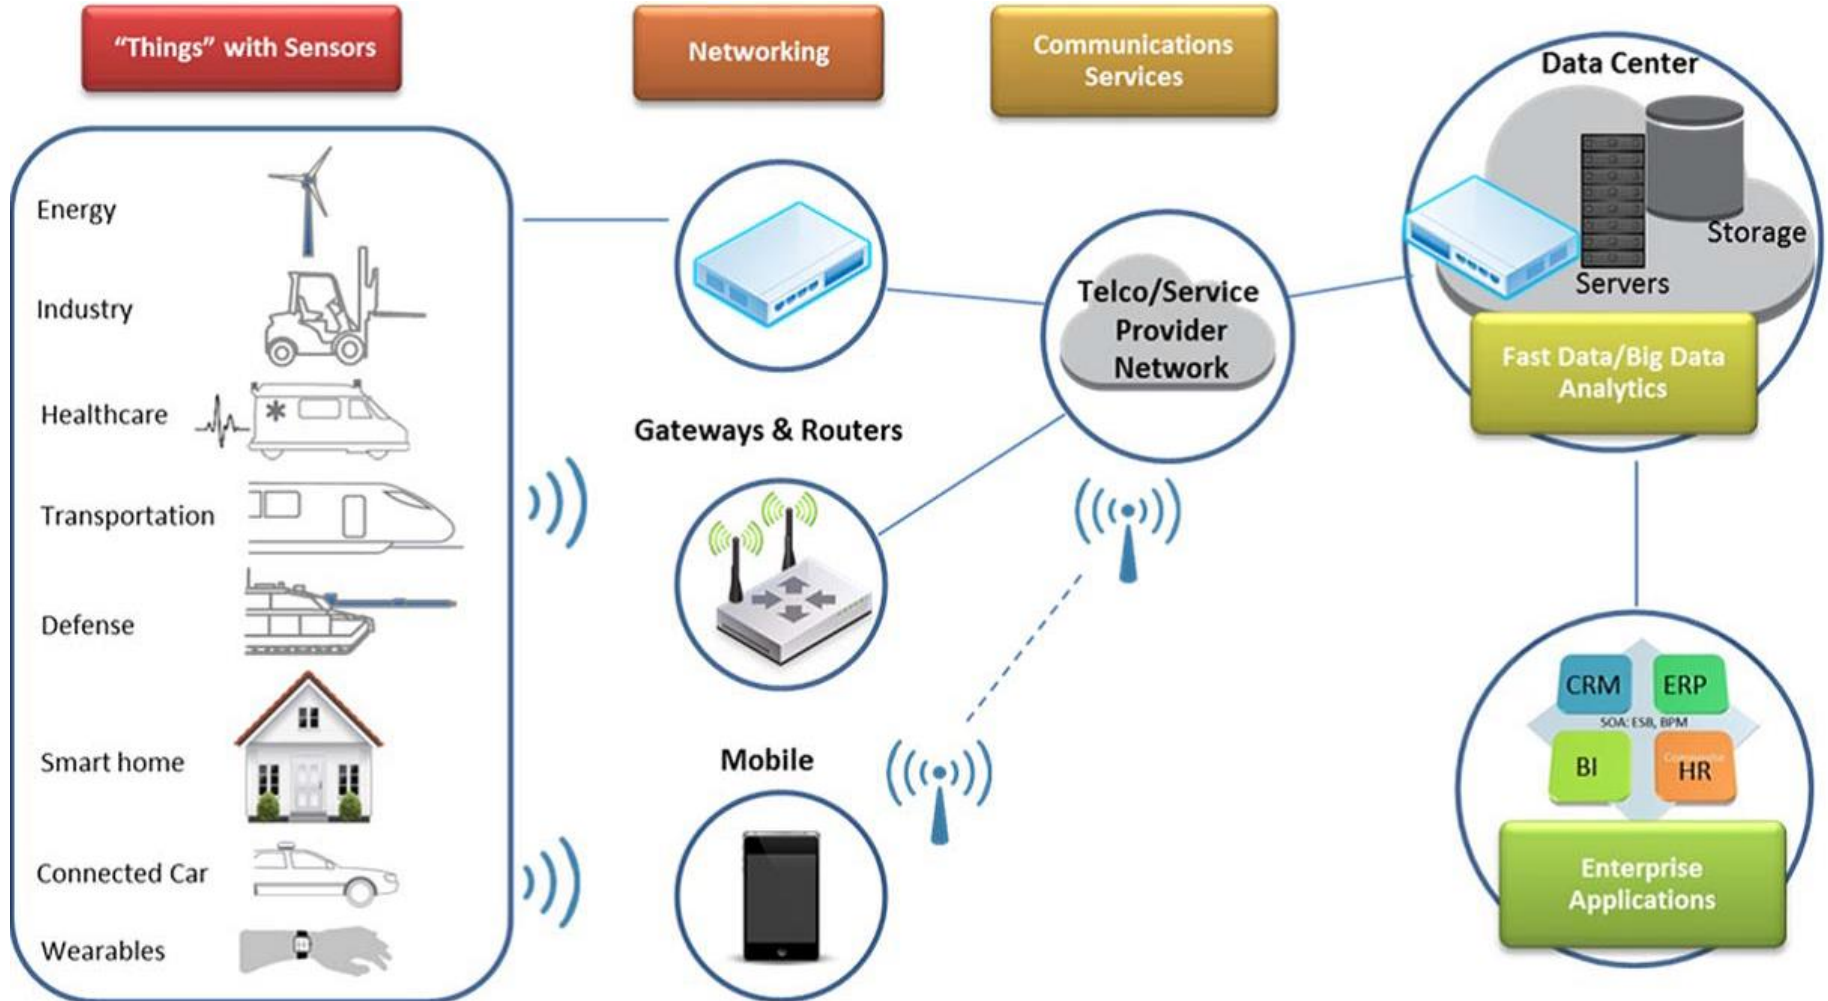 “Things” with Sensors
Networking
Communications
Services
Data Center
Energy
Industry
Healthcare
Transportation
Defense
Smart home
Connected Car
Wearables
Gateways & Routers
Mobile
Telco/Service
Provider
Network
Storage
Servers
Fast Data/Big Data
Analytics
CRM
ERP
SOA: ESB, BPM
BI
HR
Enterprise
Applications